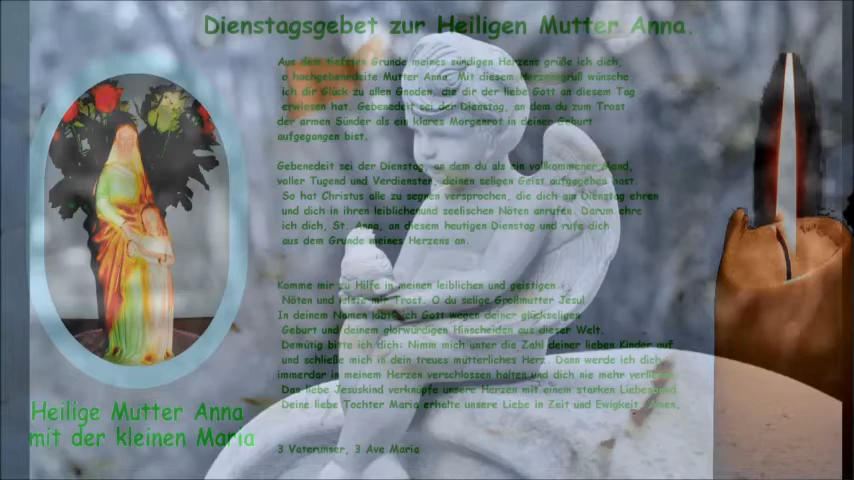 Dienstagsgebet zur Heiligen Mutter Anna.
Aus dem tiefsten Grunde meines sündigen Herzens grüße ich dich,
o hochgebenedeite Mutter Anna. Mit diesem Herzensgruß wünsche
ich dir Glück zu allen Gnaden, die dir der liebe Gott an diesem Tag
erwiesen hat. Gebenedeit sei der Dienstag, an dem du zum Trost
der armen Sünder als ein klares Morgenrot in deiner Geburt
aufgegangen bist.
Gebenedeit sei der Dienstag, an dem du als ein vollkommener Mond,
voller Tugend und Verdiensten, deinen seligen Geist aufgegeben hast.
So hat Christus alle zu segnen versprochen, die dich am Dienstag ehren
und dich in ihren leiblichen und seelischen Nöten anrufen. Darum ehre
ich dich, St. Anna, an diesem heutigen Dienstag und rufe dich
aus dem Grunde meines Herzens an.
Komme mir zu Hilfe in meinen leiblichen und geistigen
Nöten und leiste mir Trost. O du selige Großmutter Jesu!
In deinem Namen lobe ich Gott wegen deiner glückseligen
Geburt und deinem glorwürdigen Hinscheiden aus dieser Welt.
Demütig bitte ich dich: Nimm mich unter die Zahl deiner lieben Kinder auf
und schließe mich in dein treues mütterliches Herz. Dann werde ich dich
immerdar in meinem Herzen verschlossen halten und dich nie mehr verlieren.
Das liebe Jesuskind verknüpfe unsere Herzen mit einem starken Liebesband.
Deine liebe Tochter Maria erhalte unsere Liebe in Zeit und Ewigkeit. Amen.
3 Vaterunser, 3 Ave Maria
Heilige Mutter Anna
mit der kleinen Maria